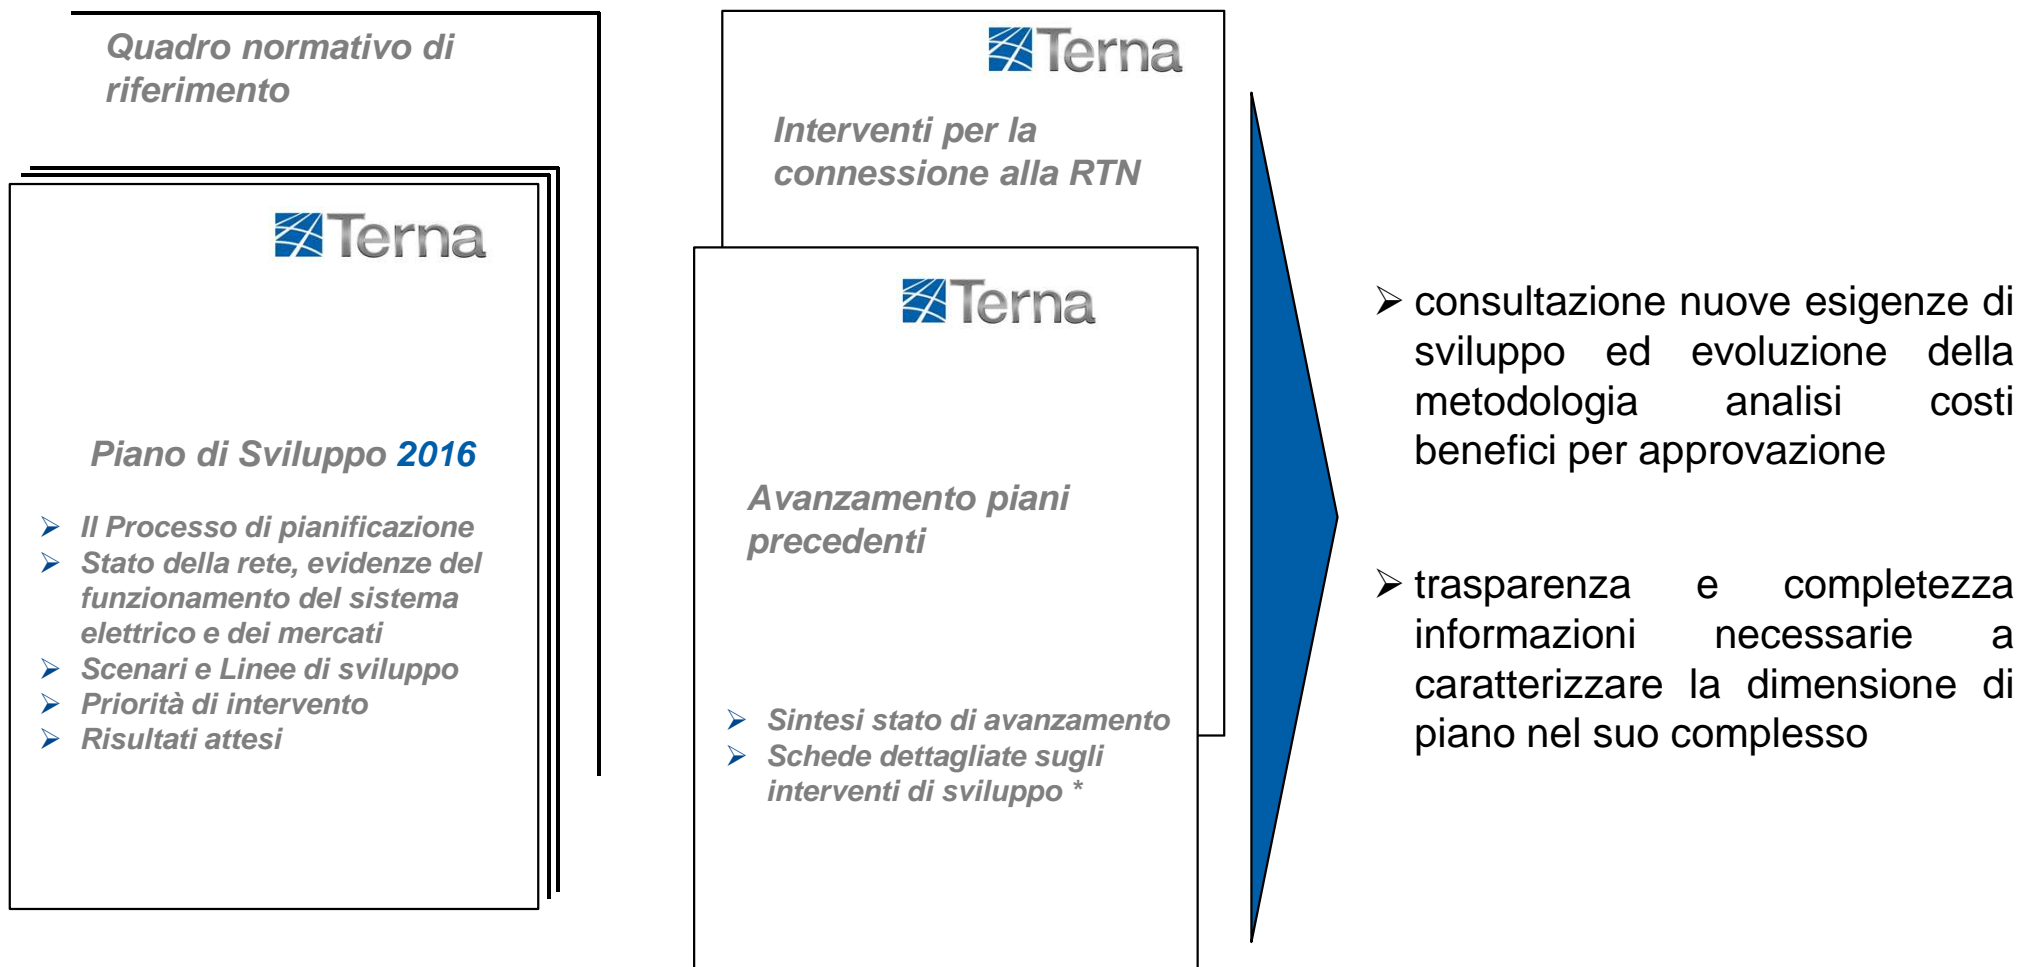 Quadro normativo di
riferimento
Terna
Piano di Sviluppo 2016
➢ Il Processo di pianificazione
➢ Stato della rete, evidenze del
funzionamento del sistema
elettrico e dei mercati
➢ Scenari e Linee di sviluppo
➢ Priorità di intervento
➢ Risultati attesi
Terna
Interventi per la
connessione alla RTN
Terna
Avanzamento piani
precedenti
➢ Sintesi stato di avanzamento
➢ Schede dettagliate sugli
interventi di sviluppo *
➢ consultazione nuove esigenze di
sviluppo ed evoluzione della
metodologia analisi costi
benefici per approvazione
➢ trasparenza e completezza
informazioni necessarie a
caratterizzare la dimensione di
piano nel suo complesso